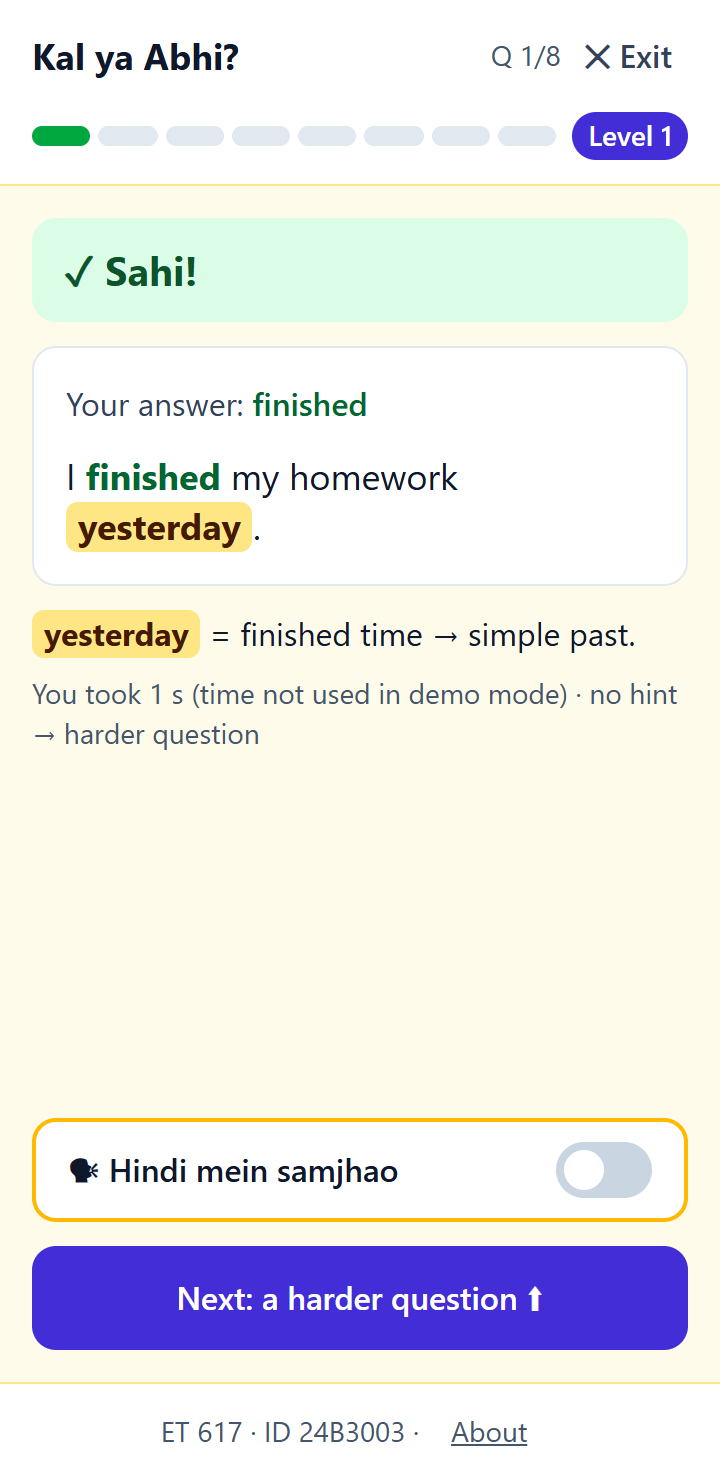 Kal ya Abhi?
Q 1/8
✕ Exit
Level 1
✓ Sahi!
Your answer: finished
I finished my homework
yesterday.
yesterday = finished time → simple past.
You took 1 s (time not used in demo mode) · no hint
→ harder question
🗣 Hindi mein samjhao
Next: a harder question ⬆
ET 617 · ID 24B3003 · About